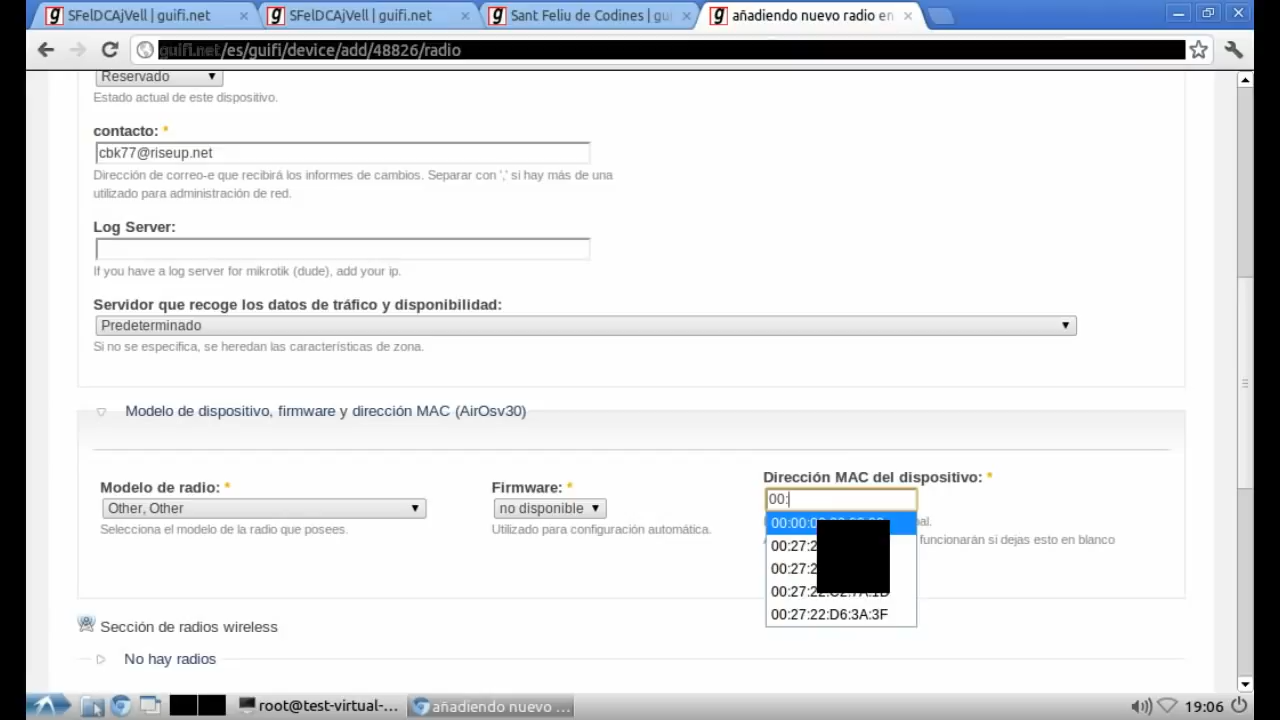 SFelDCAjVell | guifi.net
SFelDCAjVell | guifi.net
Sant Feliu de Codines | gu
añadiendo nuevo radio en
guifi.net/es/guifi/device/add/48826/radio
Reservado
Estado actual de este dispositivo.
contacto: *
cbk77@riseup.net
Dirección de correo-e que recibirá los informes de cambios. Separar con ',' si hay más de una
utilizado para administración de red.
Log Server:
If you have a log server for mikrotik (dude), add your ip.
Servidor que recoge los datos de tráfico y disponibilidad:
Predeterminado
Si no se especifica, se heredan las características de zona.
Modelo de dispositivo, firmware y dirección MAC (AirOsv30)
Modelo de radio: *
Other, Other
Selecciona el modelo de la radio que posees.
Firmware: *
no disponible
Utilizado para configuración automática.
Dirección MAC del dispositivo: *
00:
00:00:0
00:27:2
funcionarán si dejas esto en blanco
00:27:2
00:27:22:C2:7A:1D
00:27:22:D6:3A:3F
Sección de radios wireless
No hay radios
root@test-virtual-...
añadiendo nuevo ...
19:06